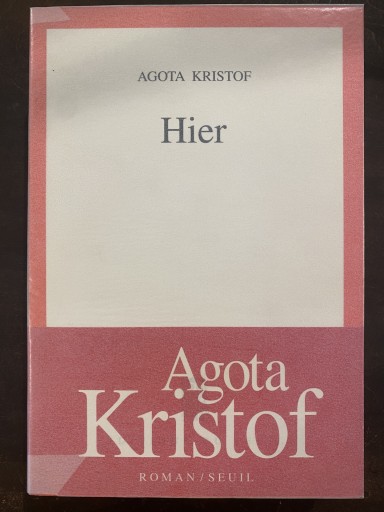 AGOTA KRISTOF
Hier
Agota
Kristof
ROMAN/SEUIL